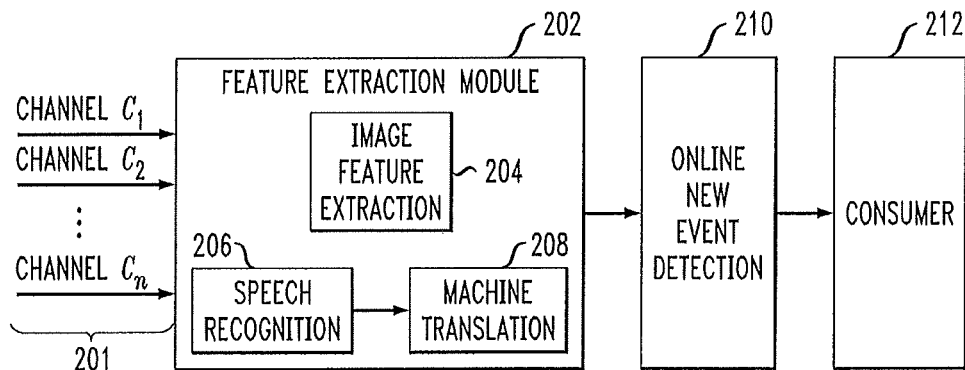 202
210
212
FEATURE EXTRACTION MODULE
CHANNEL C1
CHANNEL C2
⋮
CHANNEL Cn
201
IMAGE
FEATURE
EXTRACTION
204
206
SPEECH
RECOGNITION
208
MACHINE
TRANSLATION
ONLINE
NEW
EVENT
DETECTION
CONSUMER